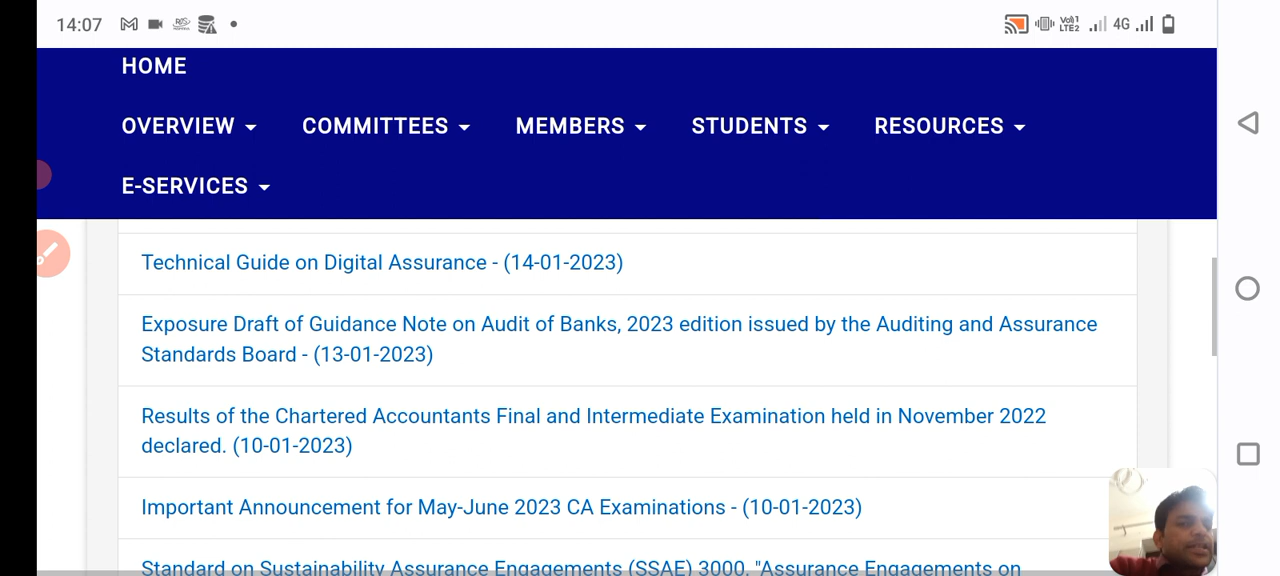 14:07
Vo)) 1
LTE2
4G
HOME
OVERVIEW
COMMITTEES
MEMBERS
STUDENTS
RESOURCES
E-SERVICES
Technical Guide on Digital Assurance - (14-01-2023)
Exposure Draft of Guidance Note on Audit of Banks, 2023 edition issued by the Auditing and Assurance
Standards Board - (13-01-2023)
Results of the Chartered Accountants Final and Intermediate Examination held in November 2022
declared. (10-01-2023)
Important Announcement for May-June 2023 CA Examinations - (10-01-2023)
Standard on Sustainability Assurance Engagements (SSAE) 3000, "Assurance Engagements on